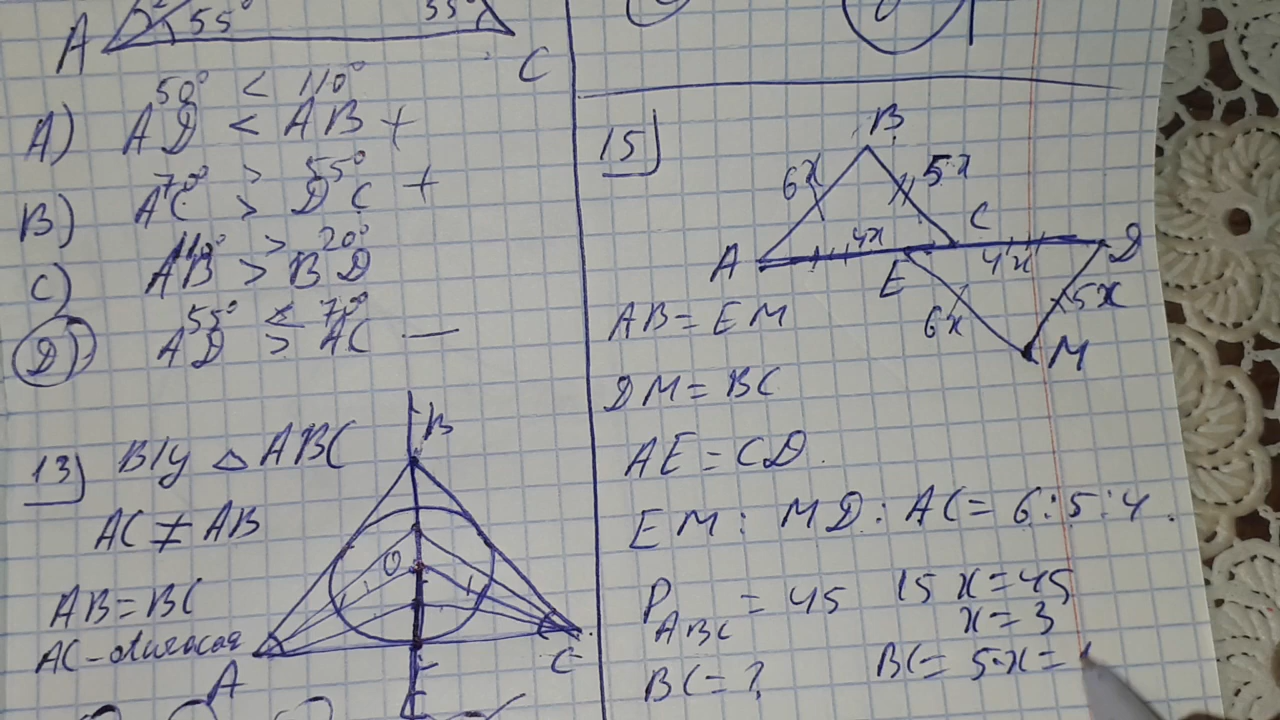 55°
A
C
50° < 110°
A) AD < AB +
70° > 55°
B) AC > DC +
110° > 20°
C) AB > BD
55° < 70°
D) AD > AC —
13) B/y △ ABC
AC ≠ AB
AB = BC
B
O
A
C
15)
B
6x
5x
C
A
4x
E
4x
D
6x
5x
M
AB = EM
DM = BC
AE = CD.
EM : MD : AC = 6 : 5 : 4.
P ABC = 45
15x = 45
x = 3
BC = ?
BC = 5·x =